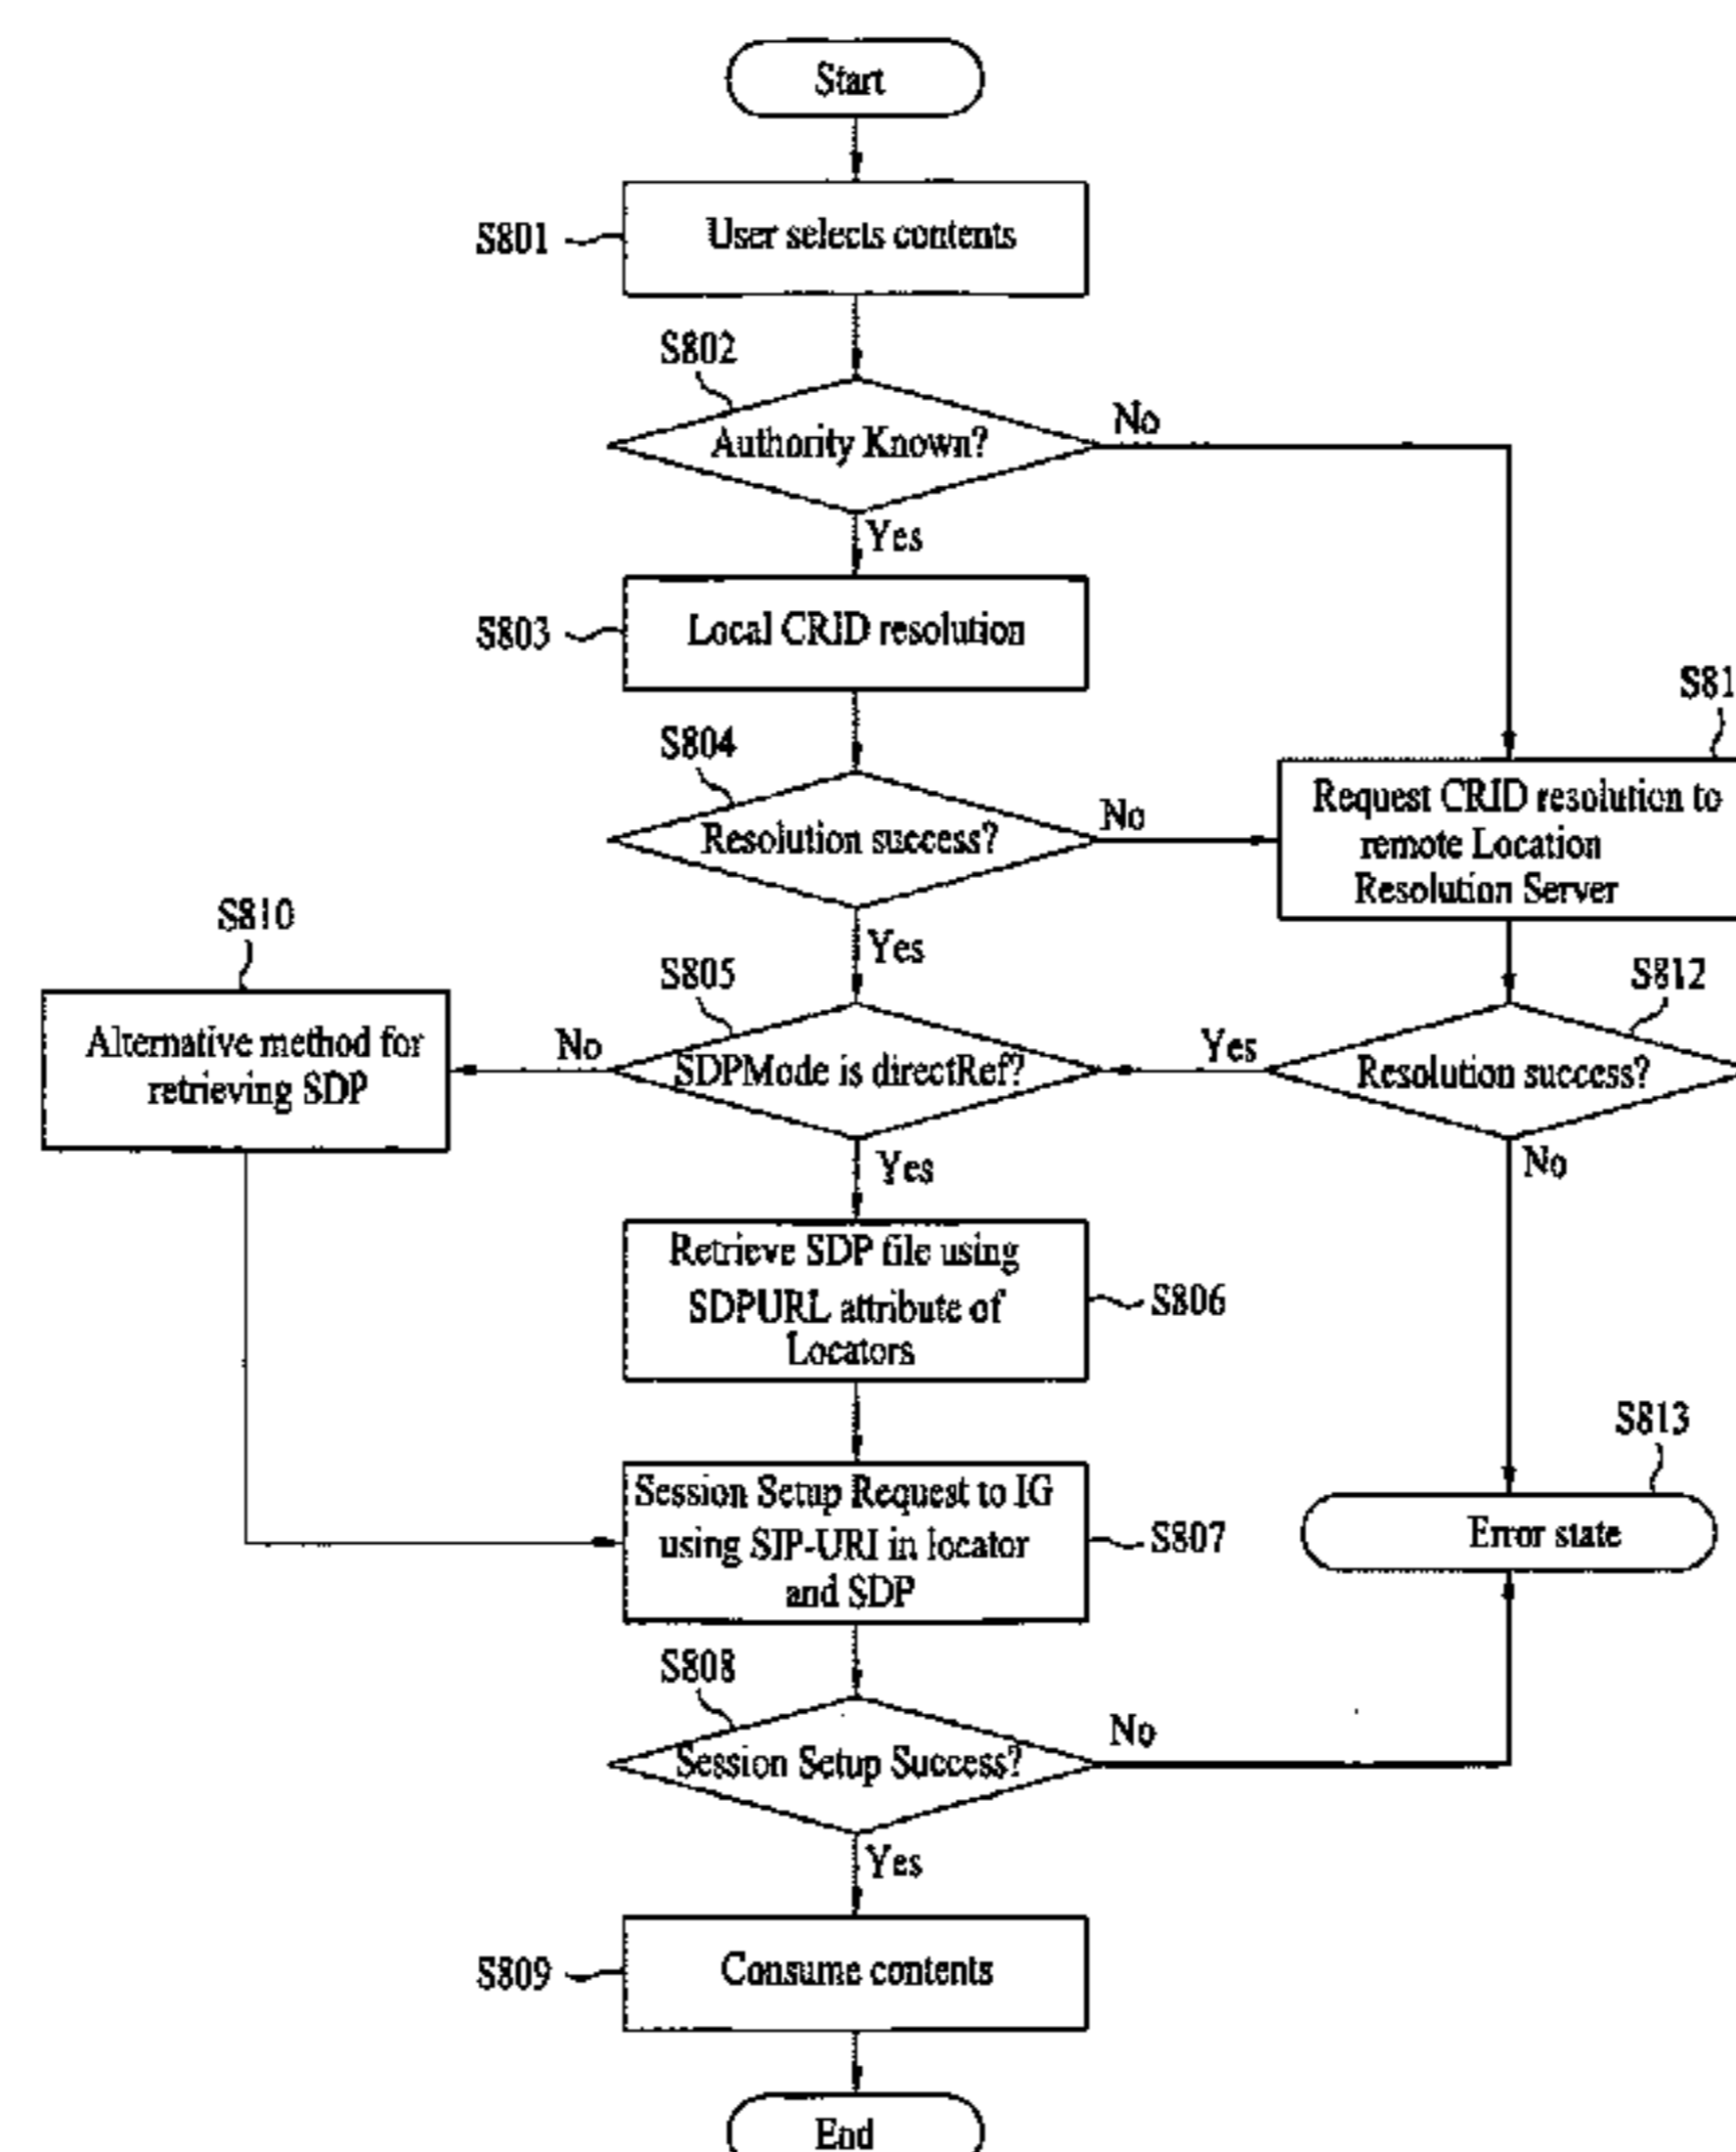 Start
S801
User selects contents
S802
Authority Known?
No
Yes
S803
Local CRID resolution
S804
Resolution success?
No
Yes
S81
Request CRID resolution to
remote Location
Resolution Server
S810
Alternative method for
retrieving SDP
No
S805
SDPMode is directRef?
Yes
S812
Resolution success?
Yes
No
Retrieve SDP file using
SDPURL attribute of
Locators
S806
Session Setup Request to IG
using SIP-URI in locator
and SDP
S807
S813
Error state
S808
Session Setup Success?
No
Yes
S809
Consume contents
End